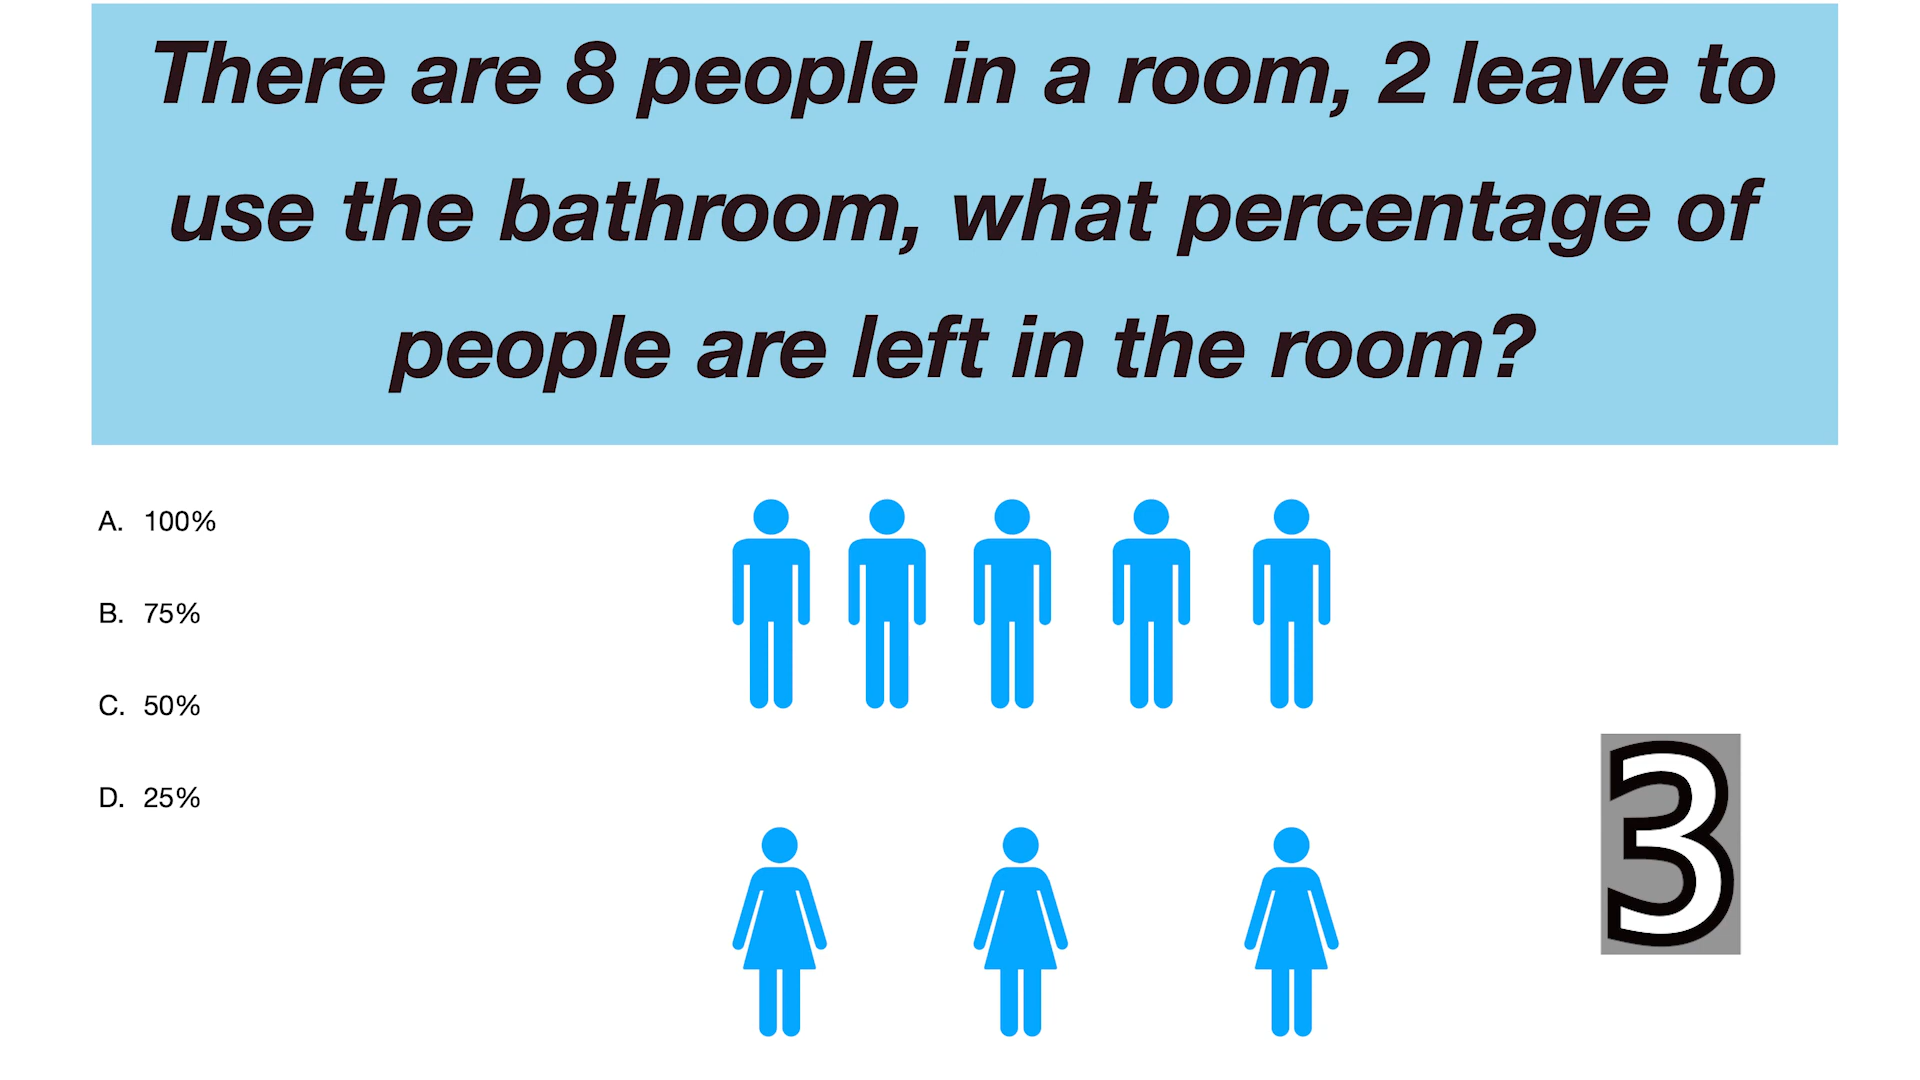 There are 8 people in a room, 2 leave to
use the bathroom, what percentage of
people are left in the room?
A. 100%
B. 75%
C. 50%
D. 25%
3